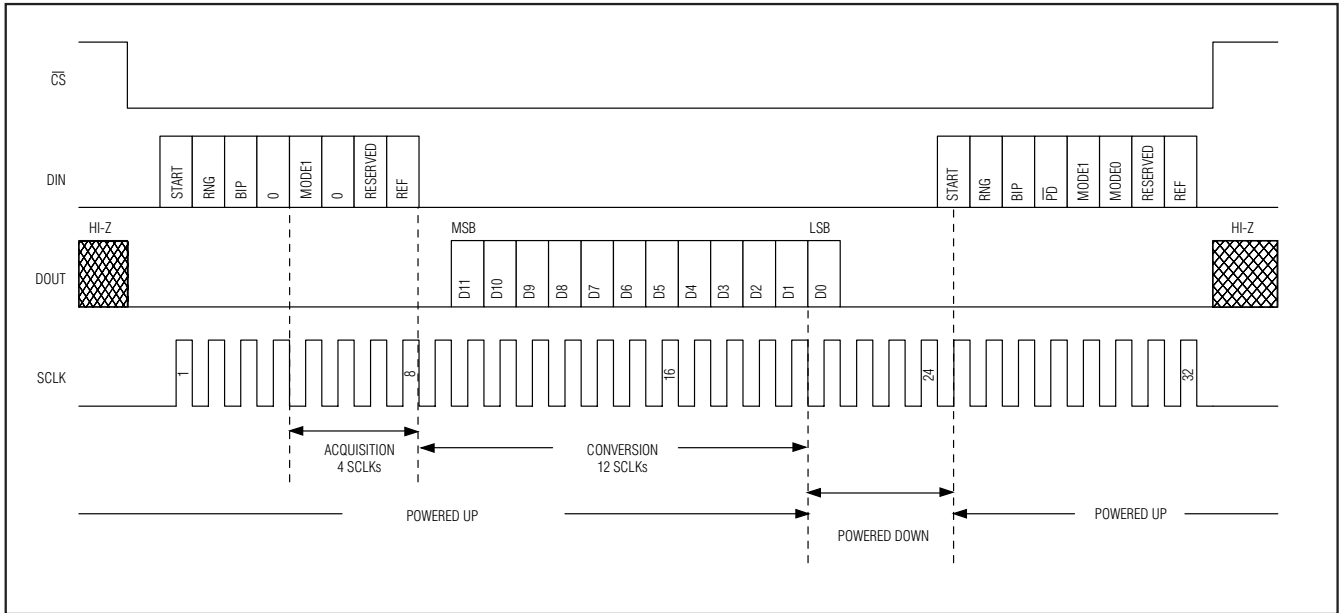 C̅S̅
DIN
START
RNG
BIP
0
MODE1
0
RESERVED
REF
START
RNG
BIP
P̅D̅
MODE1
MODE0
RESERVED
REF
HI-Z
MSB
LSB
HI-Z
DOUT
D11
D10
D9
D8
D7
D6
D5
D4
D3
D2
D1
D0
SCLK
1
8
16
24
32
ACQUISITION
4 SCLKs
CONVERSION
12 SCLKs
POWERED UP
POWERED DOWN
POWERED UP